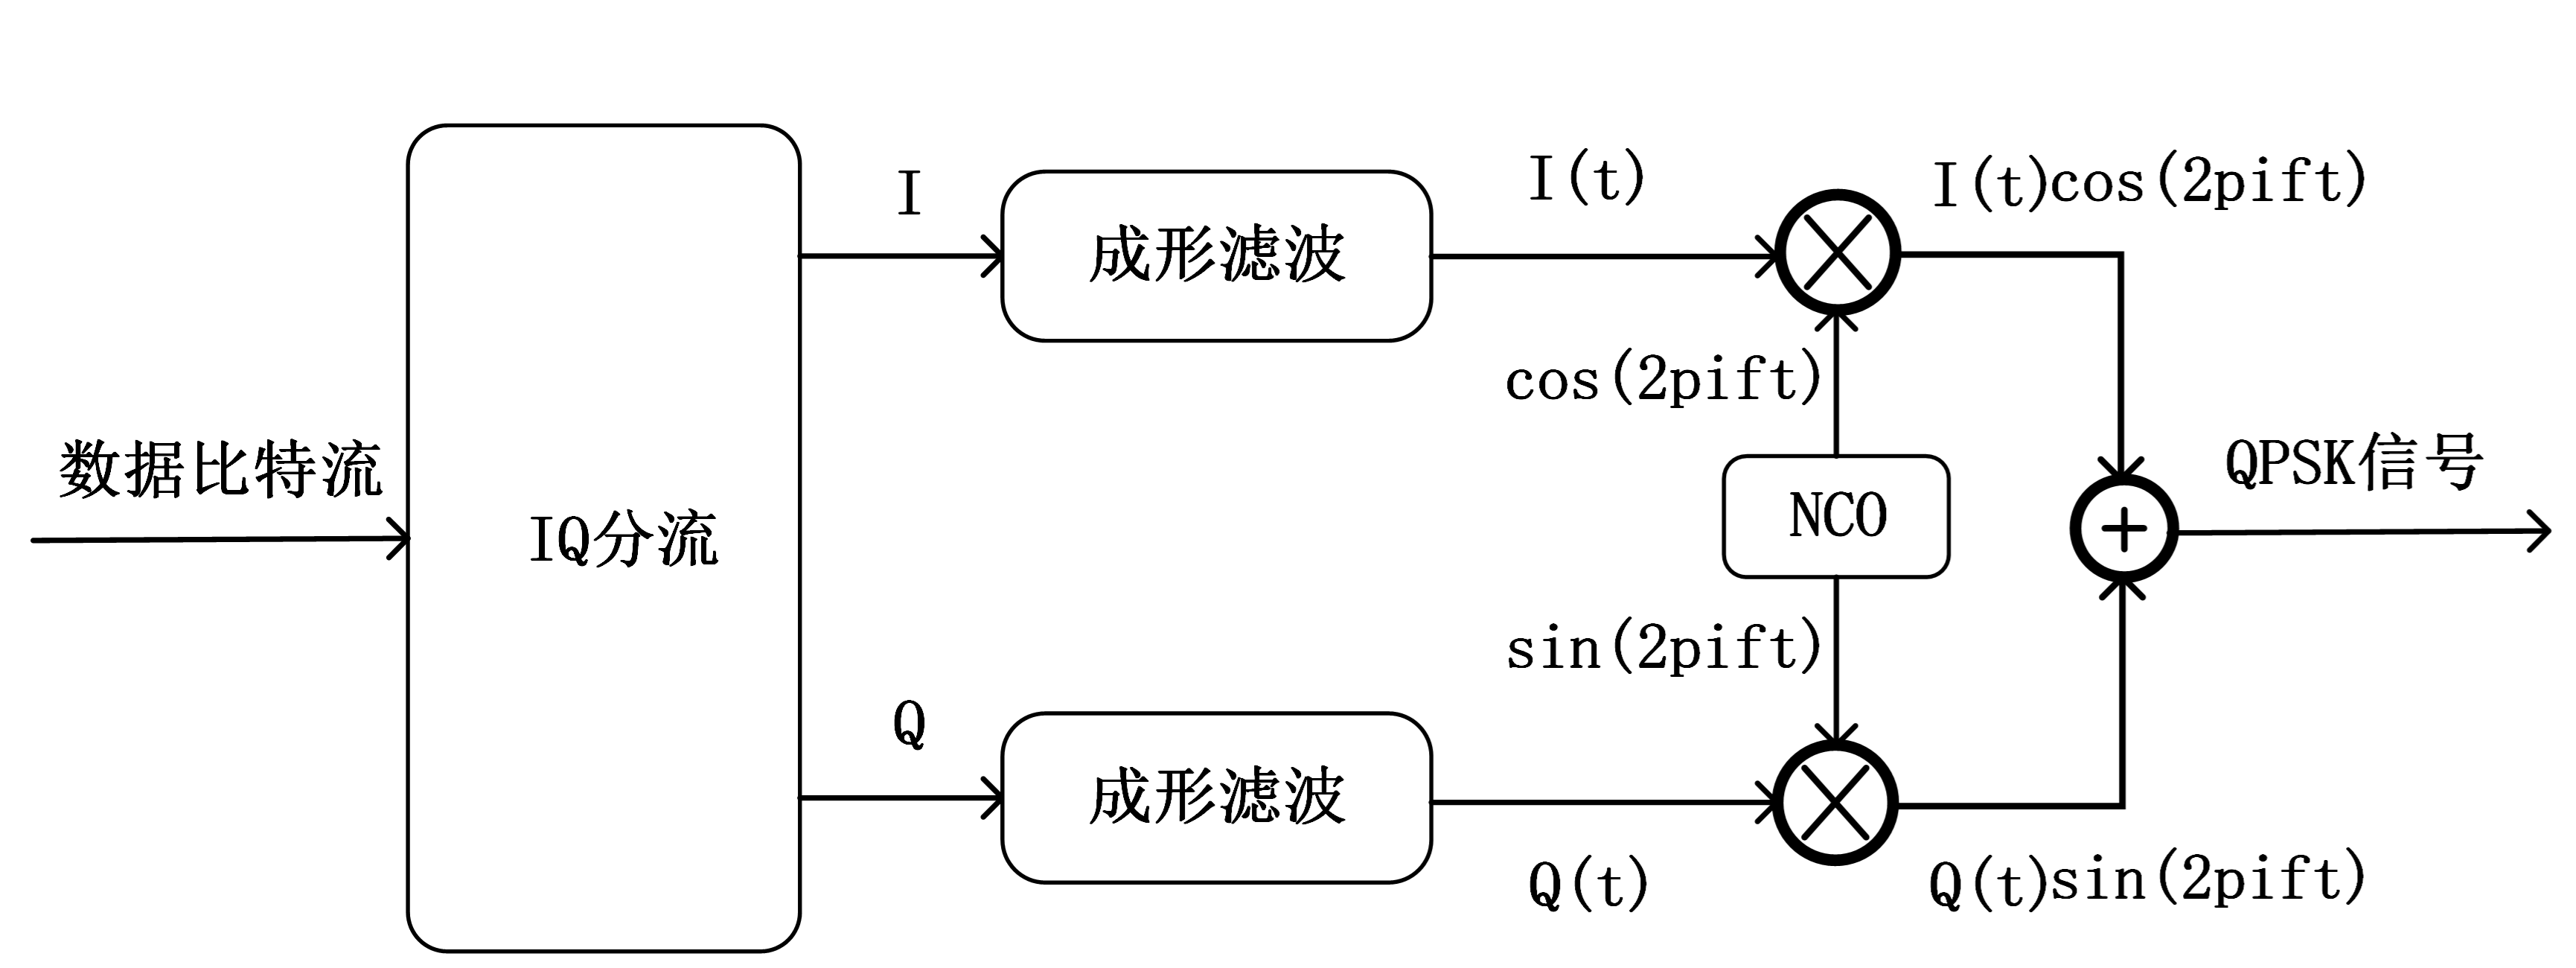 数据比特流
IQ分流
I
成形滤波
I(t)
I(t)cos(2pift)
cos(2pift)
NCO
sin(2pift)
QPSK信号
Q
成形滤波
Q(t)
Q(t)sin(2pift)